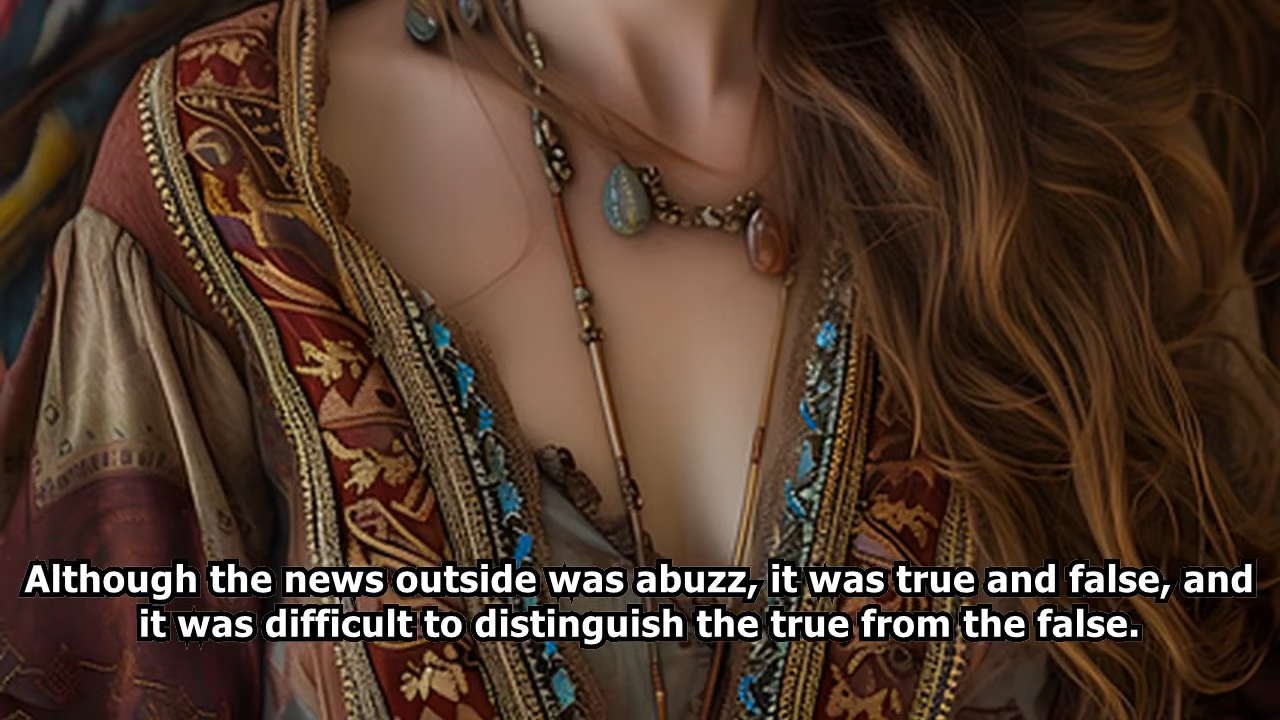 Although the news outside was abuzz, it was true and false, and
it was difficult to distinguish the true from the false.